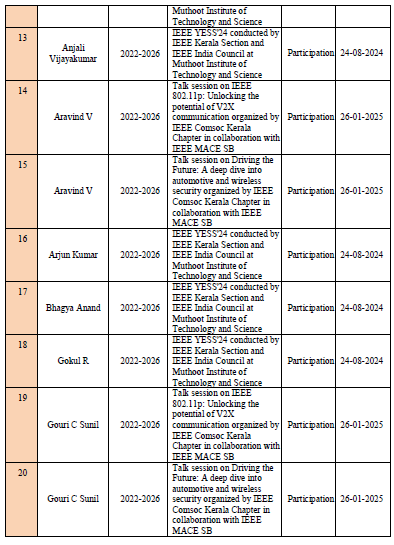 Muthoot Institute of
Technology and Science
13
Anjali
Vijayakumar
2022-2026
IEEE YESS'24 conducted by
IEEE Kerala Section and
IEEE India Council at
Muthoot Institute of
Technology and Science
Participation
24-08-2024
14
Aravind V
2022-2026
Talk session on IEEE
802.11p: Unlocking the
potential of V2X
communication organized by
IEEE Comsoc Kerala
Chapter in collaboration with
IEEE MACE SB
Participation
26-01-2025
15
Aravind V
2022-2026
Talk session on Driving the
Future: A deep dive into
automotive and wireless
security organized by IEEE
Comsoc Kerala Chapter in
collaboration with IEEE
MACE SB
Participation
26-01-2025
16
Arjun Kumar
2022-2026
IEEE YESS'24 conducted by
IEEE Kerala Section and
IEEE India Council at
Muthoot Institute of
Technology and Science
Participation
24-08-2024
17
Bhagya Anand
2022-2026
IEEE YESS'24 conducted by
IEEE Kerala Section and
IEEE India Council at
Muthoot Institute of
Technology and Science
Participation
24-08-2024
18
Gokul R
2022-2026
IEEE YESS'24 conducted by
IEEE Kerala Section and
IEEE India Council at
Muthoot Institute of
Technology and Science
Participation
24-08-2024
19
Gouri C Sunil
2022-2026
Talk session on IEEE
802.11p: Unlocking the
potential of V2X
communication organized by
IEEE Comsoc Kerala
Chapter in collaboration with
IEEE MACE SB
Participation
26-01-2025
20
Gouri C Sunil
2022-2026
Talk session on Driving the
Future: A deep dive into
automotive and wireless
security organized by IEEE
Comsoc Kerala Chapter in
collaboration with IEEE
MACE SB
Participation
26-01-2025